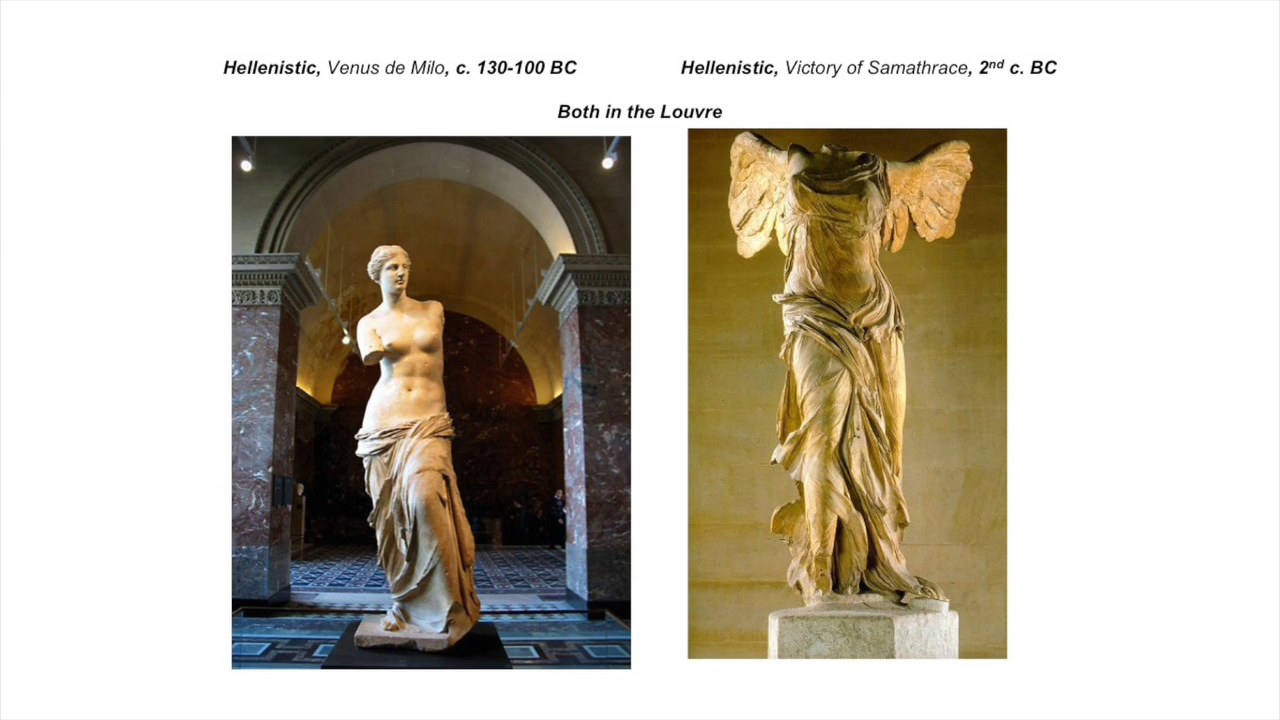 Hellenistic, Venus de Milo, c. 130-100 BC
Hellenistic, Victory of Samathrace, 2nd c. BC
Both in the Louvre